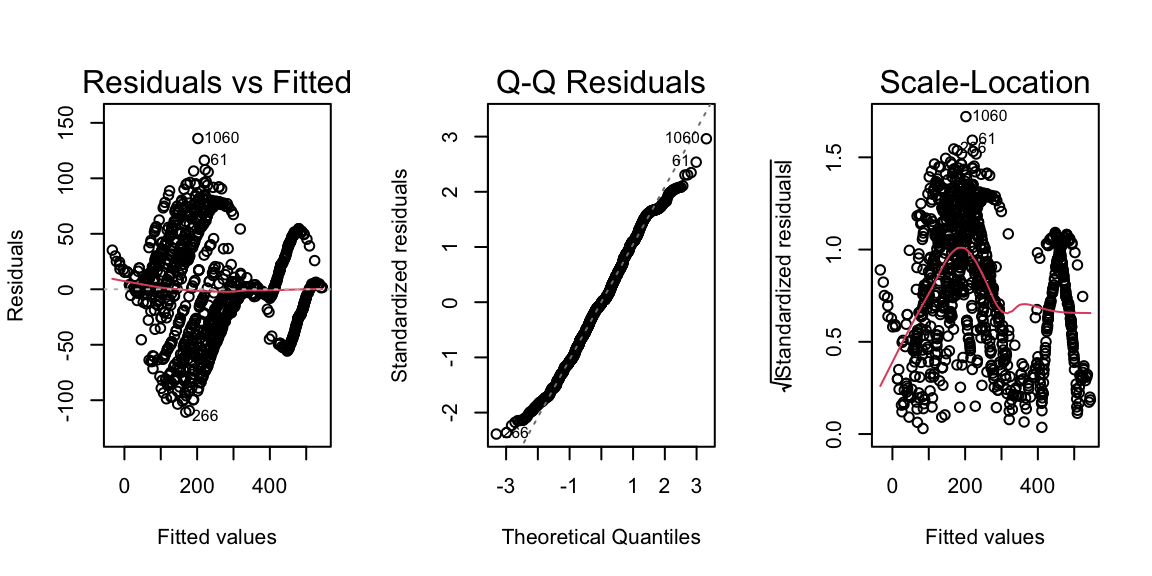 Residuals vs Fitted
150
100
50
0
-50
-100
Residuals
1060
61
266
0 200 400
Fitted values
Q-Q Residuals
3
2
1
0
-1
-2
Standardized residuals
1060
61
-3 -1 1 2 3
Theoretical Quantiles
Scale-Location
1.5
1.0
0.5
0.0
√|Standardized residuals|
1060
61
0 200 400
Fitted values